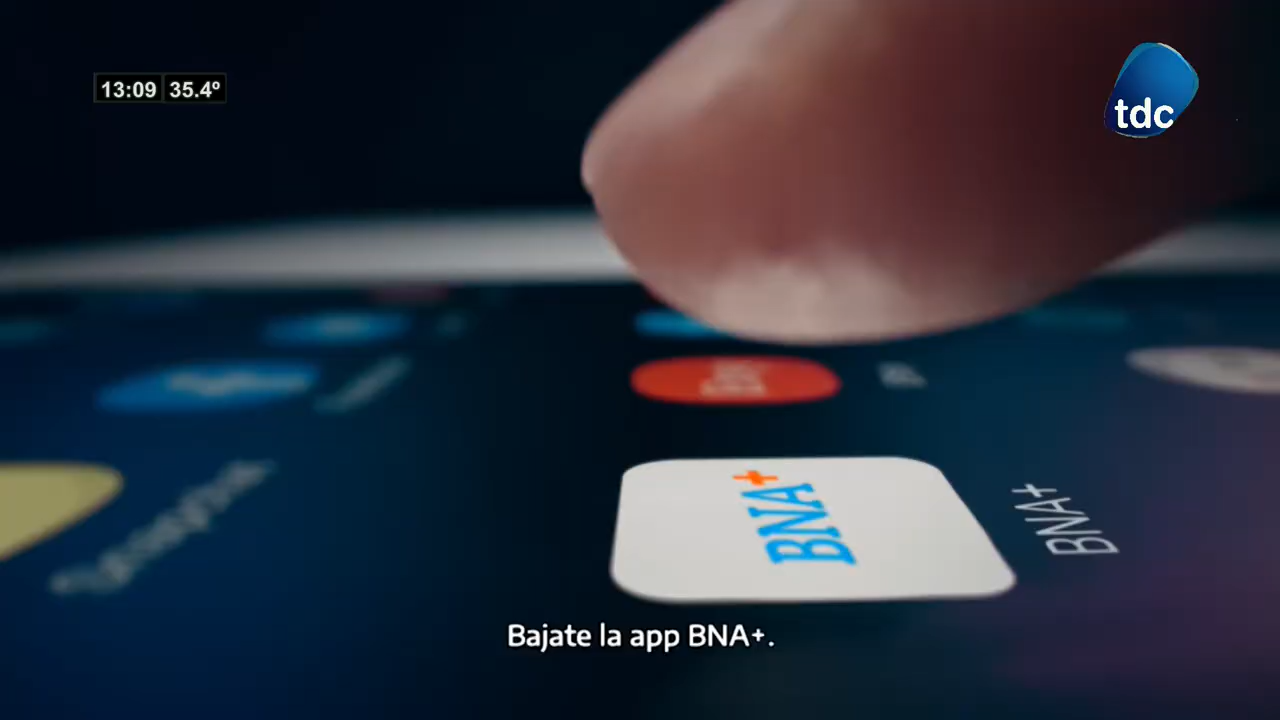 13:09 35.4º
tdc
BNA+
BNA+
Bajate la app BNA+.